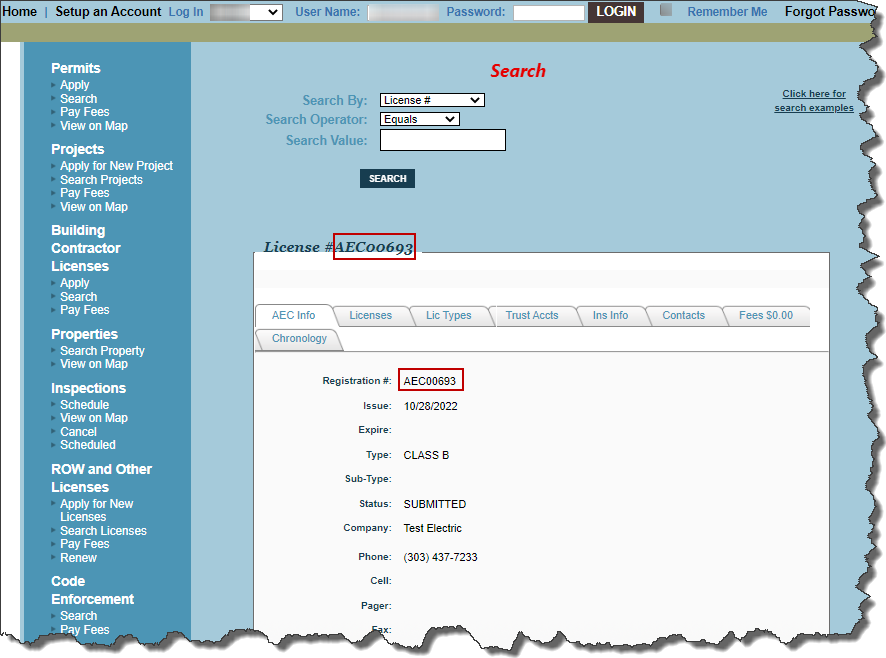 Home | Setup an Account Log In User Name: Password: LOGIN Remember Me Forgot Passwo
Permits
Apply
Search
Pay Fees
View on Map
Projects
Apply for New Project
Search Projects
Pay Fees
View on Map
Building
Contractor
Licenses
Apply
Search
Pay Fees
Properties
Search Property
View on Map
Inspections
Schedule
View on Map
Cancel
Scheduled
ROW and Other
Licenses
Apply for New
Licenses
Search Licenses
Pay Fees
Renew
Code
Enforcement
Search
Pay Fees
Search
Search By: License #
Search Operator: Equals
Search Value:
SEARCH
Click here for
search examples
License #AEC00693
AEC Info Licenses Lic Types Trust Accts Ins Info Contacts Fees $0.00
Chronology
Registration #: AEC00693
Issue: 10/28/2022
Expire:
Type: CLASS B
Sub-Type:
Status: SUBMITTED
Company: Test Electric
Phone: (303) 437-7233
Cell:
Pager:
Fax: